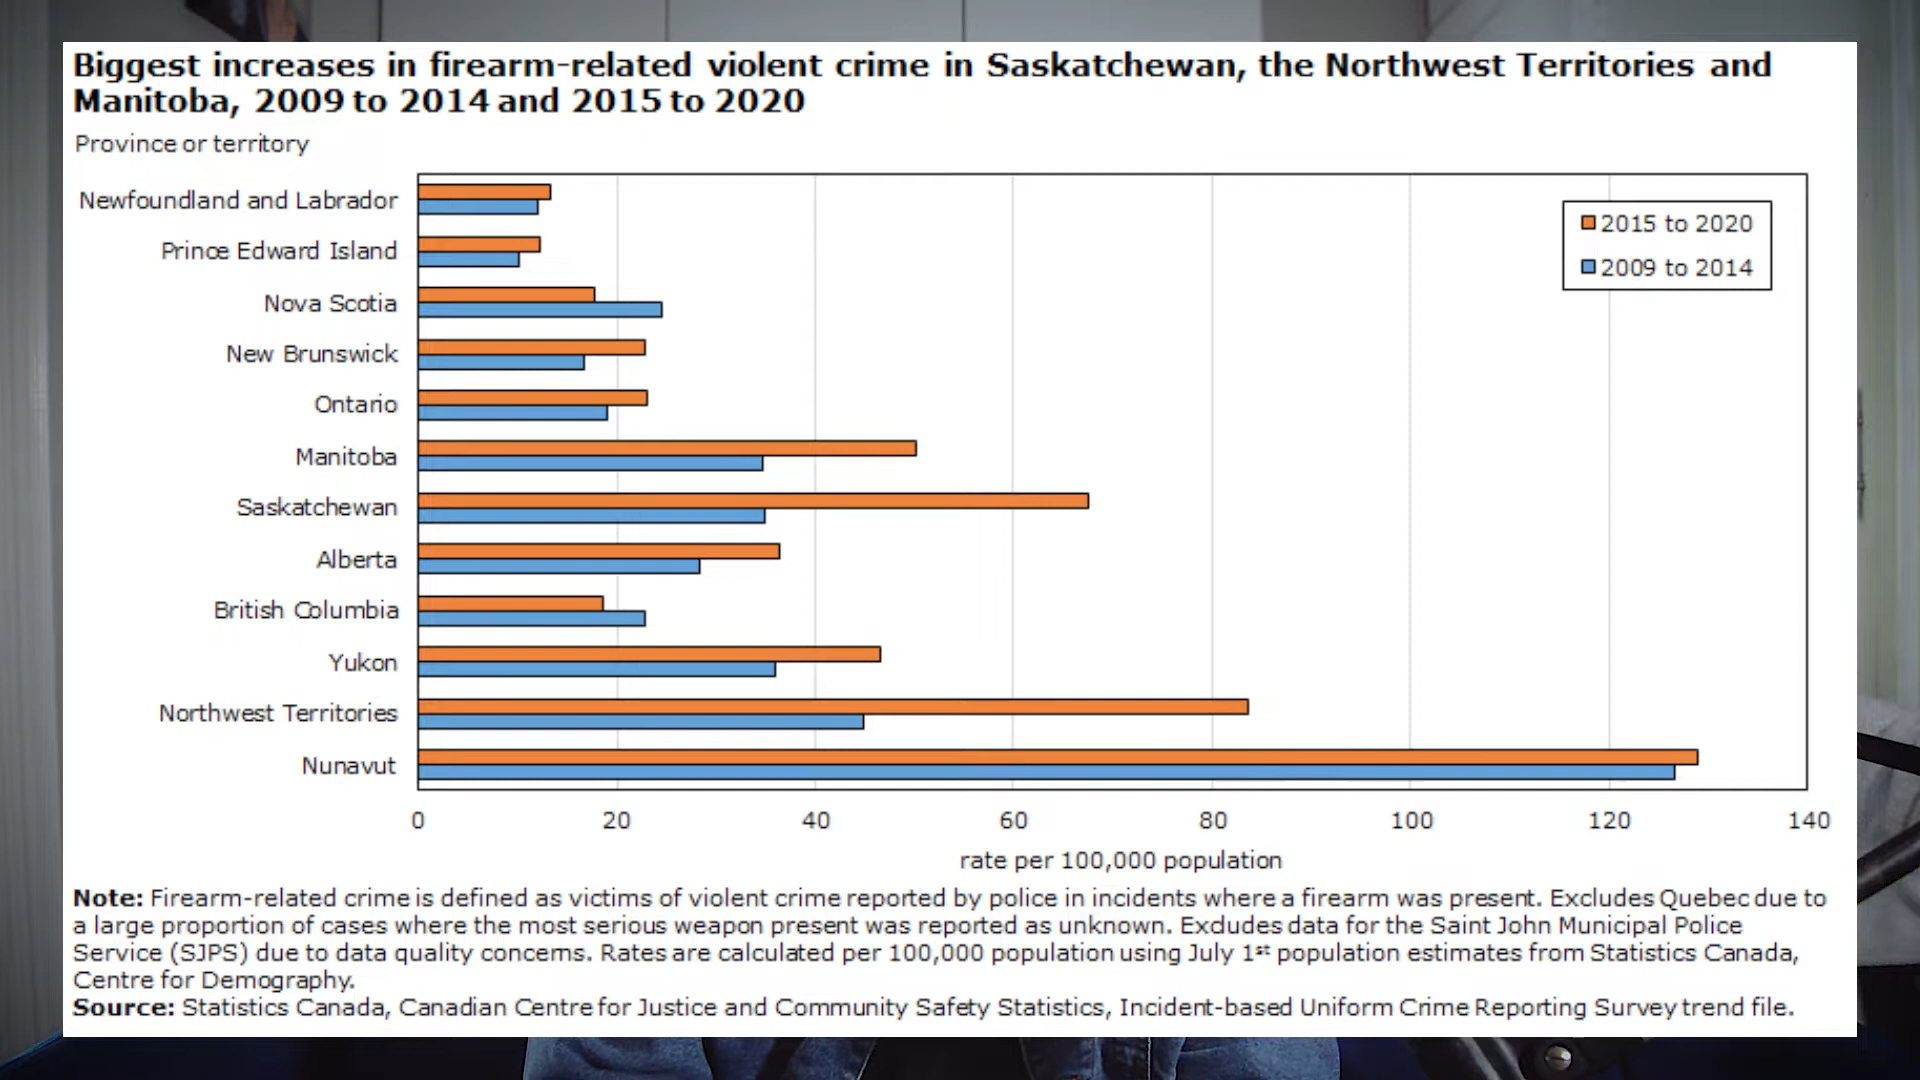 Biggest increases in firearm-related violent crime in Saskatchewan, the Northwest Territories and
Manitoba, 2009 to 2014 and 2015 to 2020
Province or territory
Newfoundland and Labrador
Prince Edward Island
Nova Scotia
New Brunswick
Ontario
Manitoba
Saskatchewan
Alberta
British Columbia
Yukon
Northwest Territories
Nunavut
2015 to 2020
2009 to 2014
0 20 40 60 80 100 120 140
rate per 100,000 population
Note: Firearm-related crime is defined as victims of violent crime reported by police in incidents where a firearm was present. Excludes Quebec due to
a large proportion of cases where the most serious weapon present was reported as unknown. Excludes data for the Saint John Municipal Police
Service (SJPS) due to data quality concerns. Rates are calculated per 100,000 population using July 1st population estimates from Statistics Canada,
Centre for Demography.
Source: Statistics Canada, Canadian Centre for Justice and Community Safety Statistics, Incident-based Uniform Crime Reporting Survey trend file.